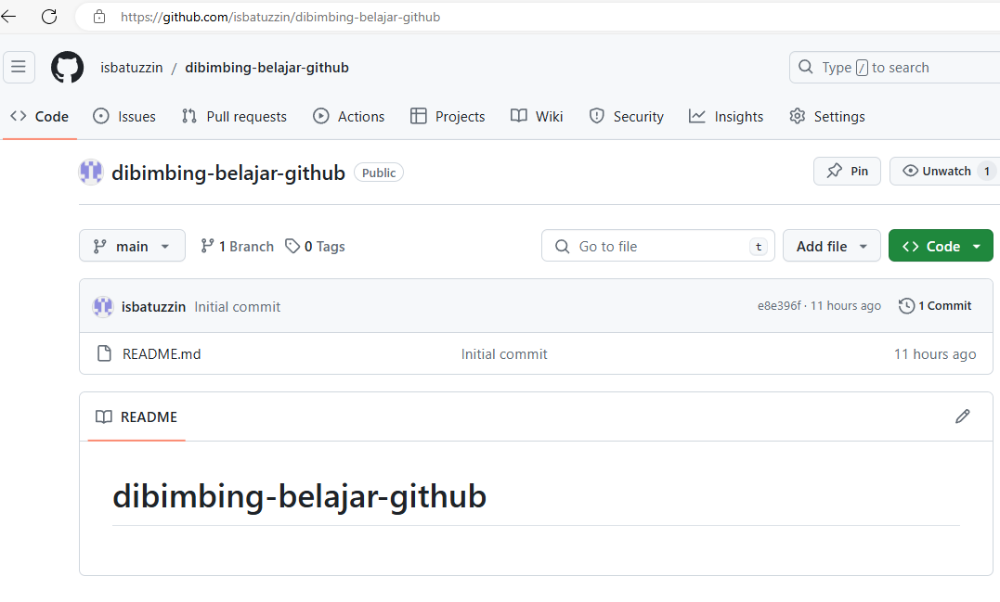 https://github.com/isbatuzzin/dibimbing-belajar-github
isbatuzzin / dibimbing-belajar-github
Type / to search
Code Issues Pull requests Actions Projects Wiki Security Insights Settings
dibimbing-belajar-github Public Pin Unwatch 1
main 1 Branch 0 Tags Go to file t Add file Code
isbatuzzin Initial commit e8e396f · 11 hours ago 1 Commit
README.md Initial commit 11 hours ago
README
dibimbing-belajar-github